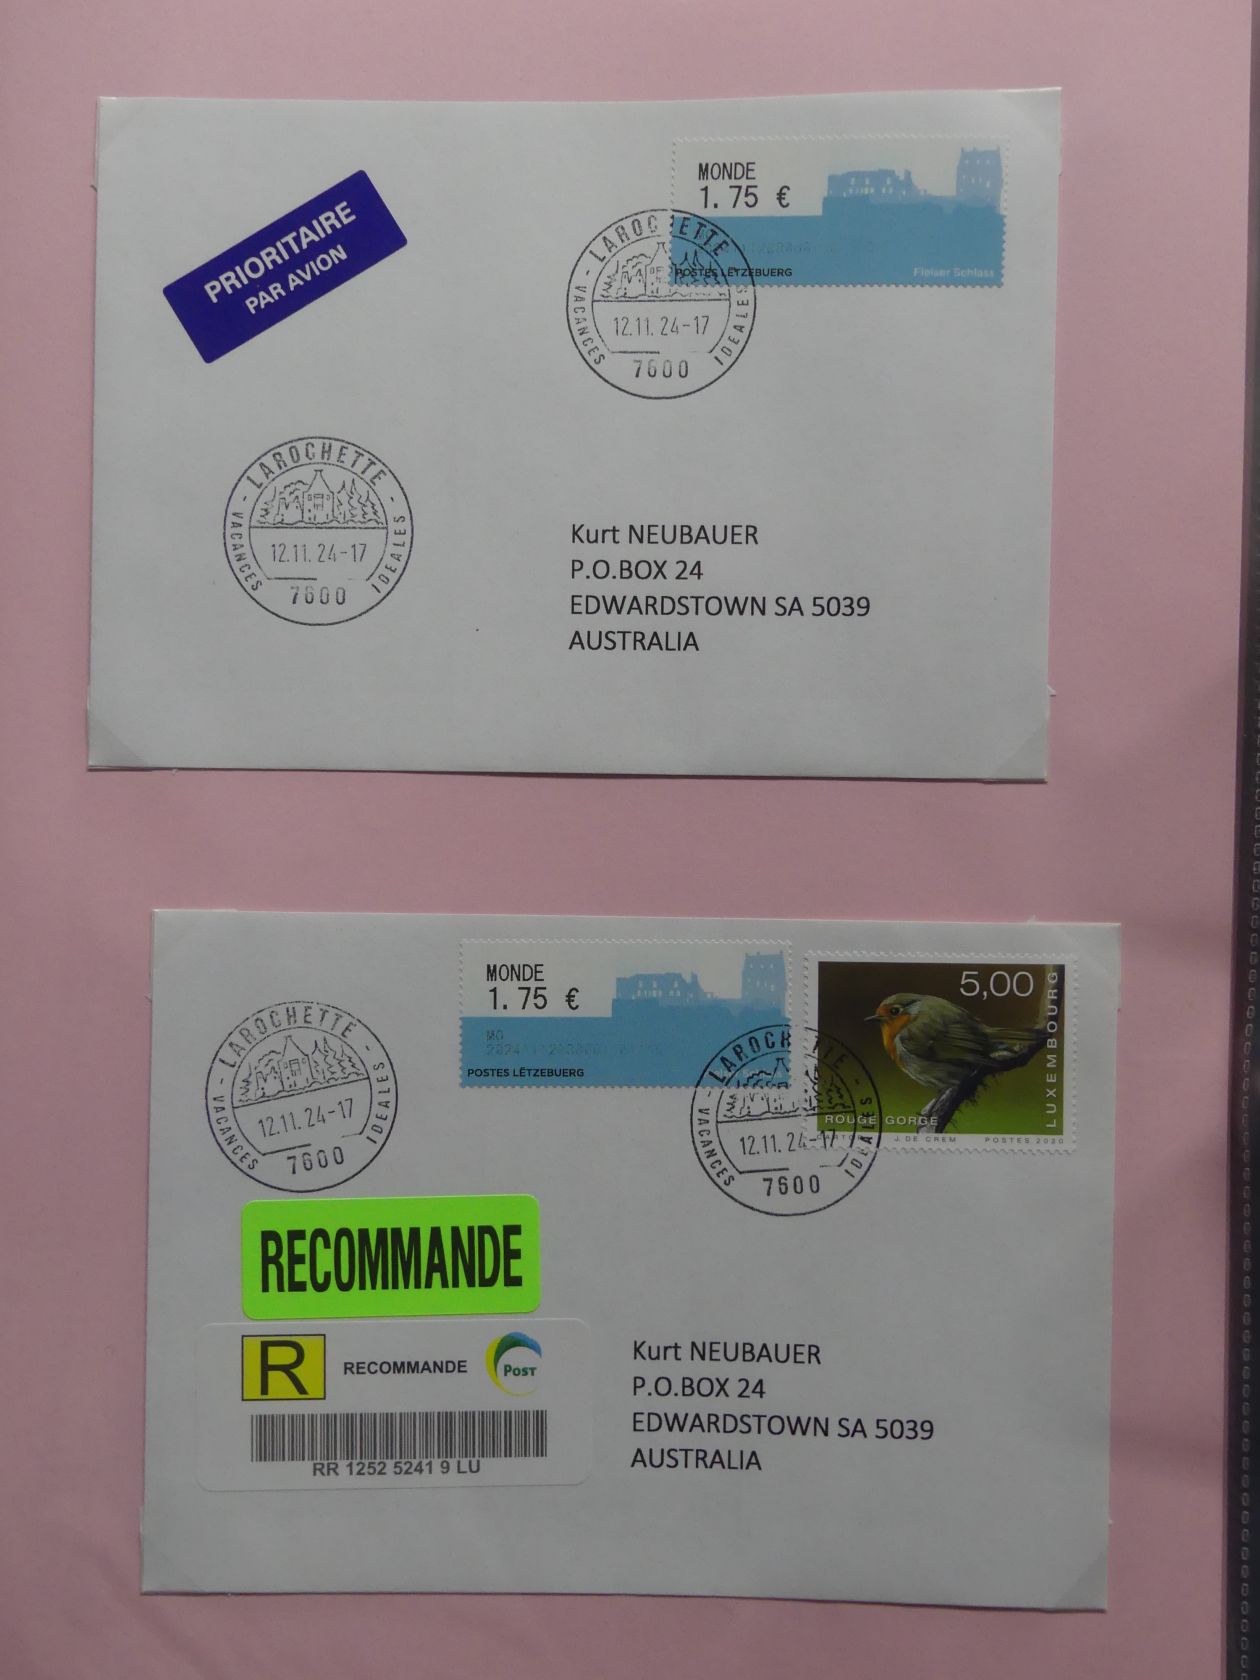 PRIORITAIRE
PAR AVION
MONDE
1.75 €
POSTES LËTZEBUERG
Fielser Schlass
LAROCHETTE
- VACANCES IDEALES -
12.11.24-17
7600
LAROCHETTE
- VACANCES IDEALES -
12.11.24-17
7600
Kurt NEUBAUER
P.O.BOX 24
EDWARDSTOWN SA 5039
AUSTRALIA
MONDE
1.75 €
MO
POSTES LËTZEBUERG
5,00
LUXEMBOURG
ROUGE GORGE
J. DE CREM POSTES 2020
LAROCHETTE
- VACANCES IDEALES -
12.11.24-17
7600
LAROCHETTE
- VACANCES IDEALES -
12.11.24-17
7600
RECOMMANDE
R RECOMMANDE POST
RR 1252 5241 9 LU
Kurt NEUBAUER
P.O.BOX 24
EDWARDSTOWN SA 5039
AUSTRALIA